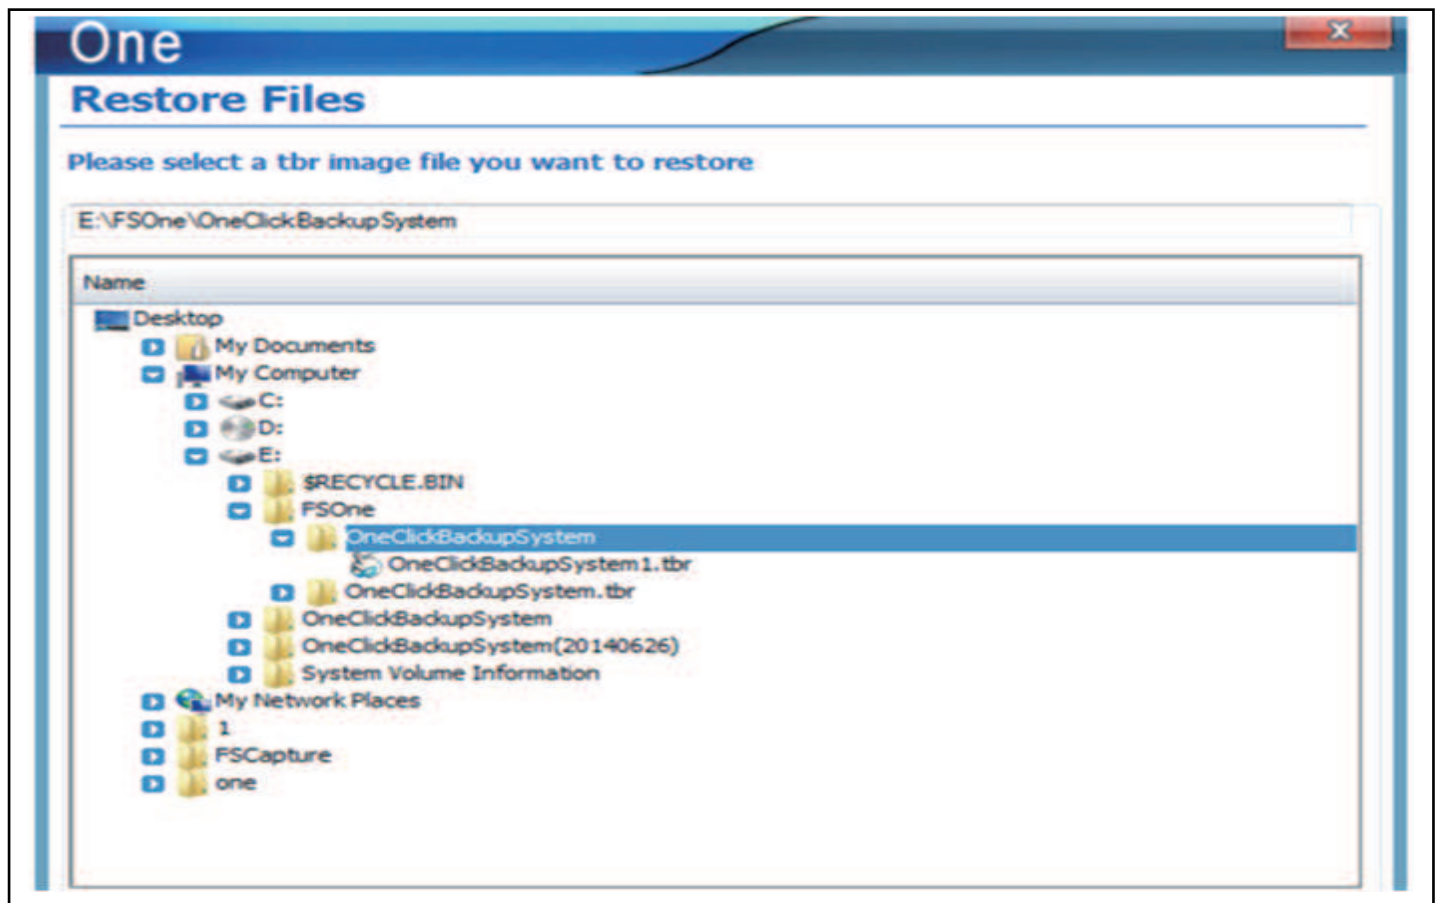 One
Restore Files
Please select a tbr image file you want to restore
E:\FSOne\OneClickBackupSystem
Name
Desktop
My Documents
My Computer
C:
D:
E:
$RECYCLE.BIN
FSOne
OneClickBackupSystem
OneClickBackupSystem1.tbr
OneClickBackupSystem.tbr
OneClickBackupSystem
OneClickBackupSystem(20140626)
System Volume Information
My Network Places
1
FSCapture
one